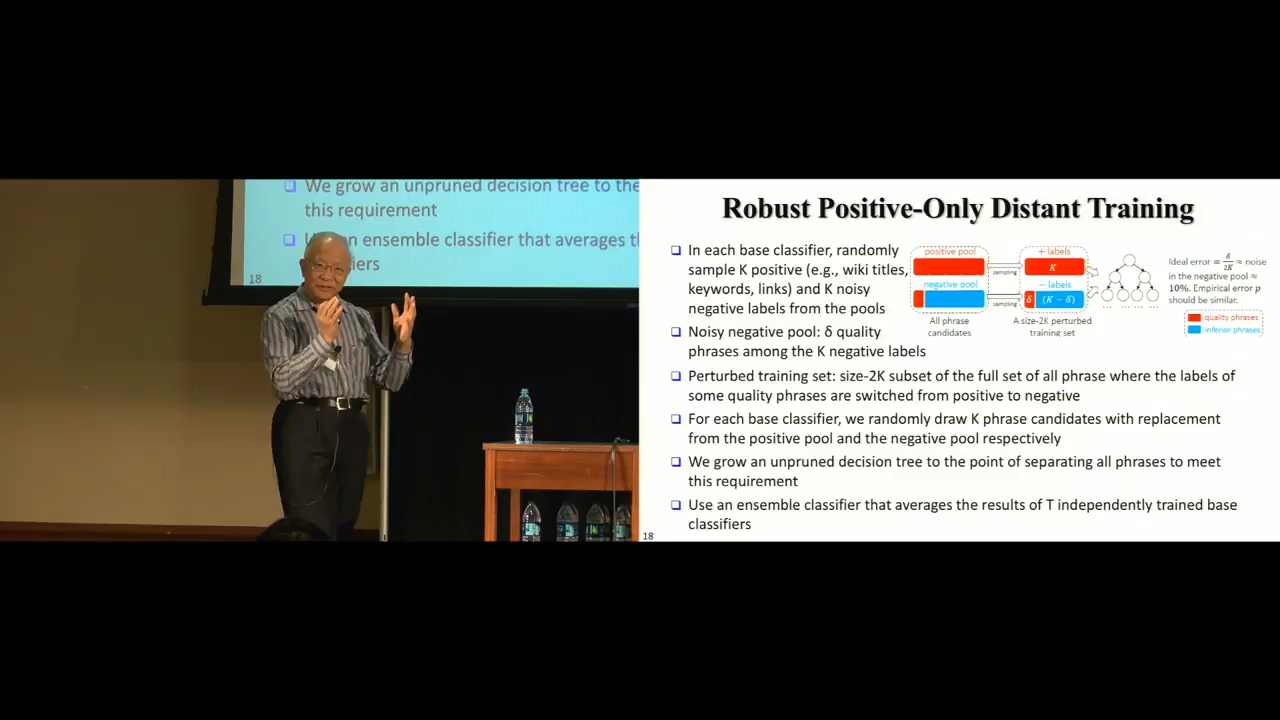 We grow an unpruned decision tree to the
this requirement
an ensemble classifier that averages
18
Robust Positive-Only Distant Training
In each base classifier, randomly
sample K positive (e.g., wiki titles,
keywords, links) and K noisy
negative labels from the pools
Noisy negative pool: δ quality
phrases among the K negative labels
Perturbed training set: size-2K subset of the full set of all phrase where the labels of
some quality phrases are switched from positive to negative
For each base classifier, we randomly draw K phrase candidates with replacement
from the positive pool and the negative pool respectively
We grow an unpruned decision tree to the point of separating all phrases to meet
this requirement
Use an ensemble classifier that averages the results of T independently trained base
classifiers
positive pool
sampling
+ labels
K
negative pool
sampling
− labels
δ (K − δ)
All phrase
candidates
A size-2K perturbed
training set
... ... ... ...
Ideal error = δ/2K ≈ noise
in the negative pool ≈
10%. Empirical error p
should be similar.
quality phrases
inferior phrases
18